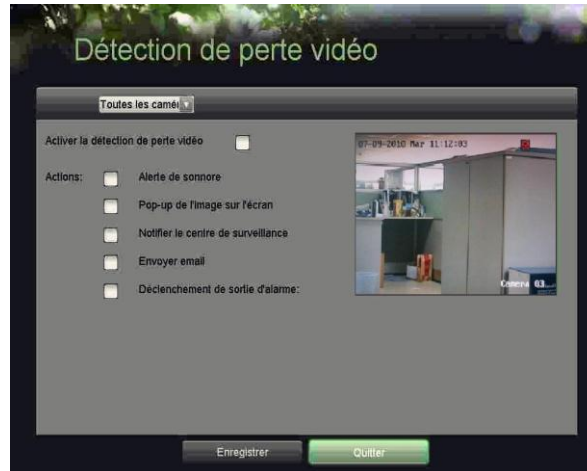 Détection de perte vidéo
Toutes les camér
Activer la détection de perte vidéo
Actions:
Alerte de sonnore
Pop-up de l'image sur l'écran
Notifier le centre de surveillance
Envoyer email
Déclenchement de sortie d'alarme:
07-09-2010 Mar 11:12:03
Camera 03
Enregistrer
Quitter